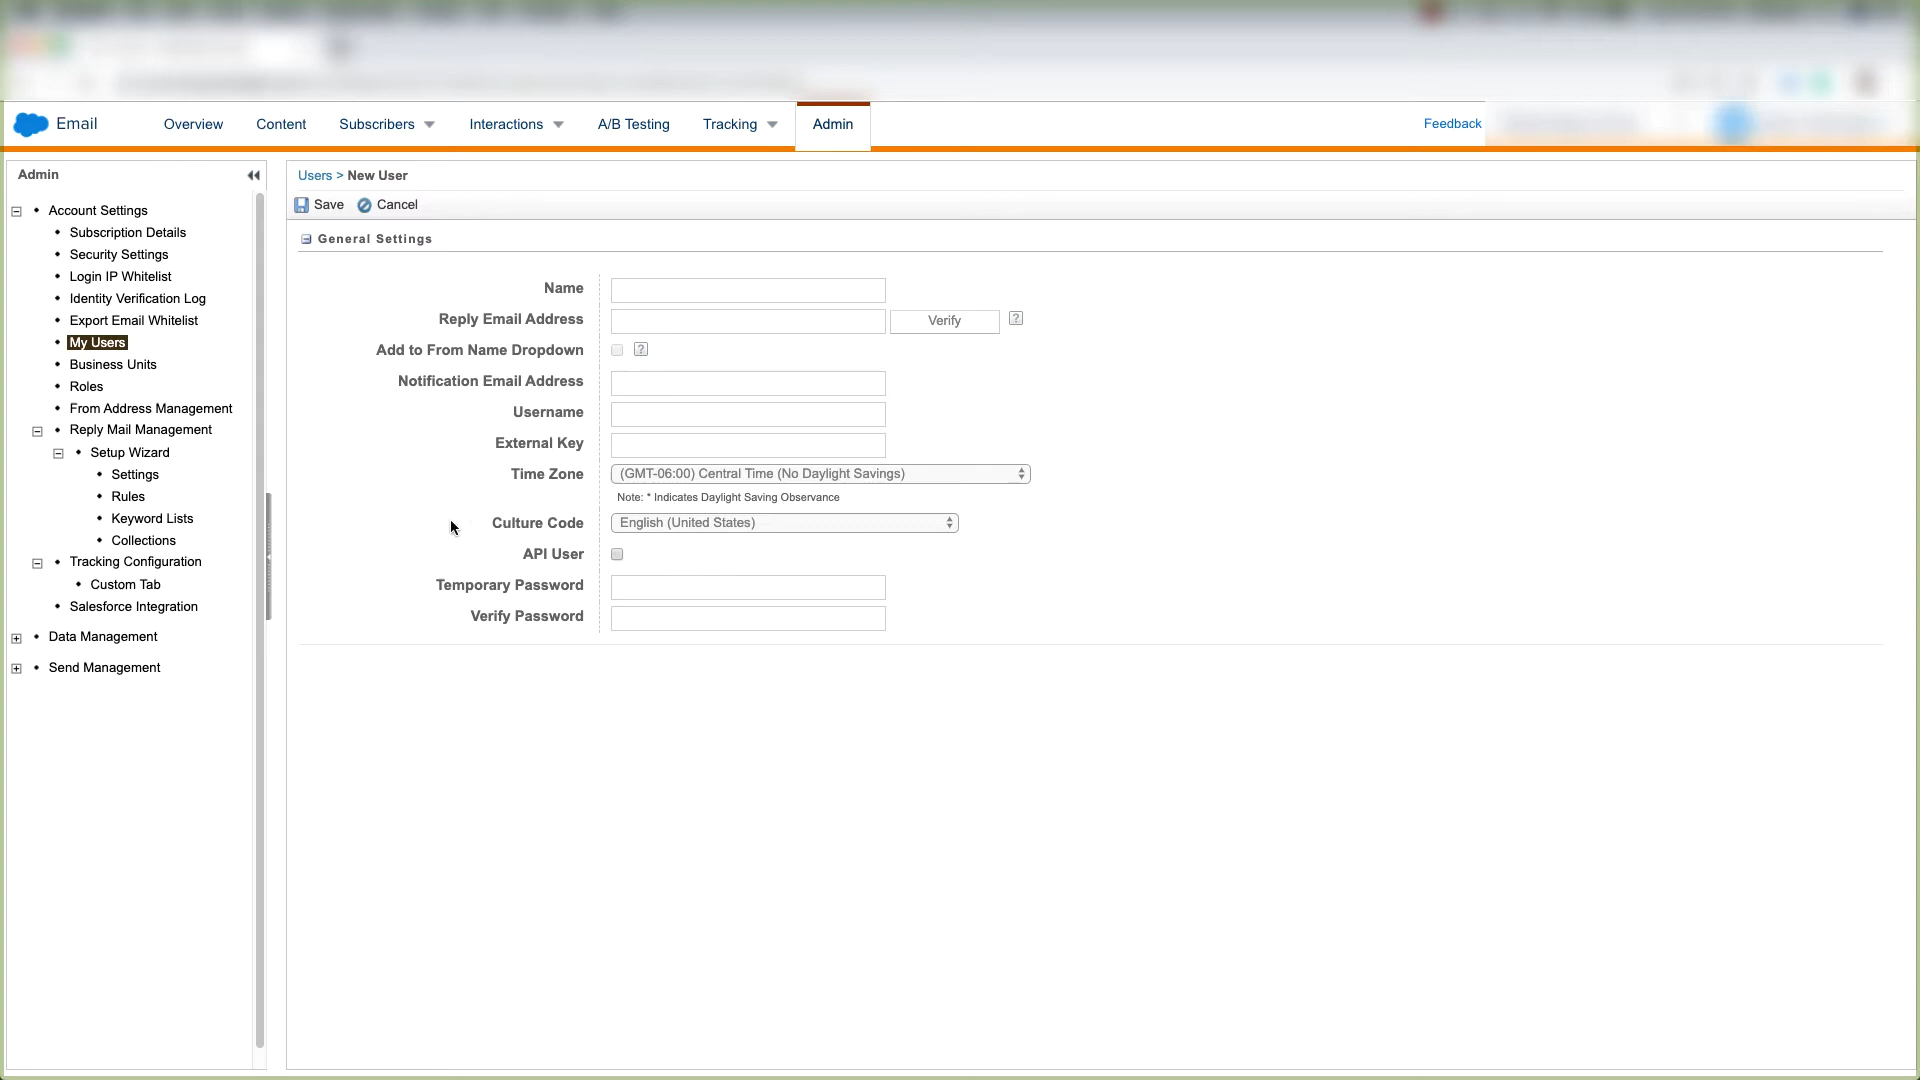 Email
Overview
Content
Subscribers
Interactions
A/B Testing
Tracking
Admin
Feedback
Admin
Account Settings
Subscription Details
Security Settings
Login IP Whitelist
Identity Verification Log
Export Email Whitelist
My Users
Business Units
Roles
From Address Management
Reply Mail Management
Setup Wizard
Settings
Rules
Keyword Lists
Collections
Tracking Configuration
Custom Tab
Salesforce Integration
Data Management
Send Management
Users > New User
Save Cancel
General Settings
Name
Reply Email Address Verify ?
Add to From Name Dropdown ?
Notification Email Address
Username
External Key
Time Zone (GMT-06:00) Central Time (No Daylight Savings)
Note: * Indicates Daylight Saving Observance
Culture Code English (United States)
API User
Temporary Password
Verify Password